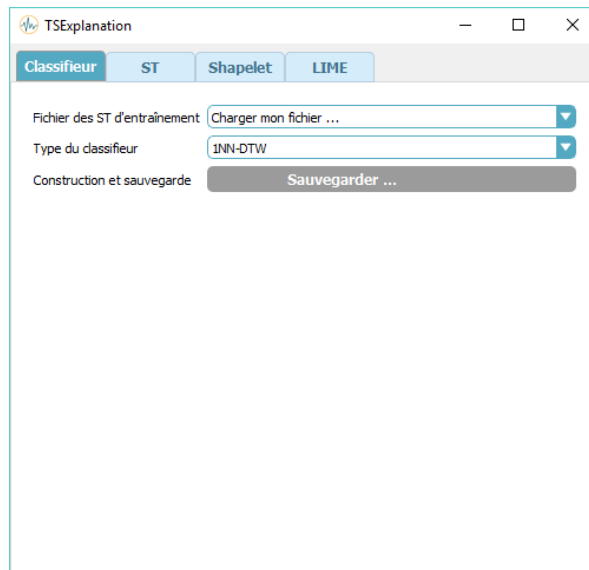 TSExplanation
Classifieur ST Shapelet LIME
Fichier des ST d'entraînement Charger mon fichier ...
Type du classifieur 1NN-DTW
Construction et sauvegarde Sauvegarder ...